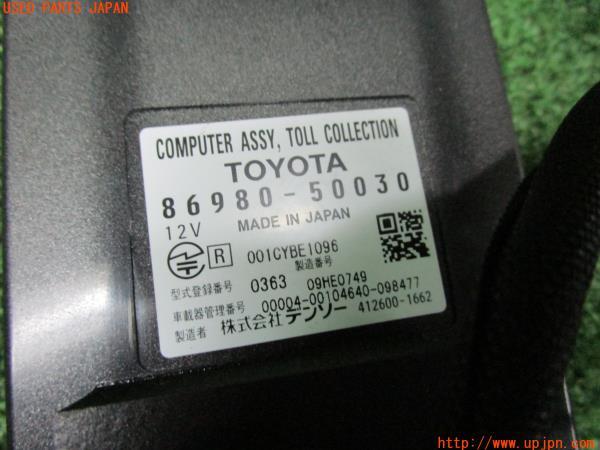 USED PARTS JAPAN
COMPUTER ASSY, TOLL COLLECTION
TOYOTA
86980-50030
12V MADE IN JAPAN
R 001CYBE1096
製造番号
型式登録番号 0363 09HE0749
車載器管理番号 00004-00104640-098477
製造者 株式会社デンソー 412600-1662
http://www.upjpn.com/